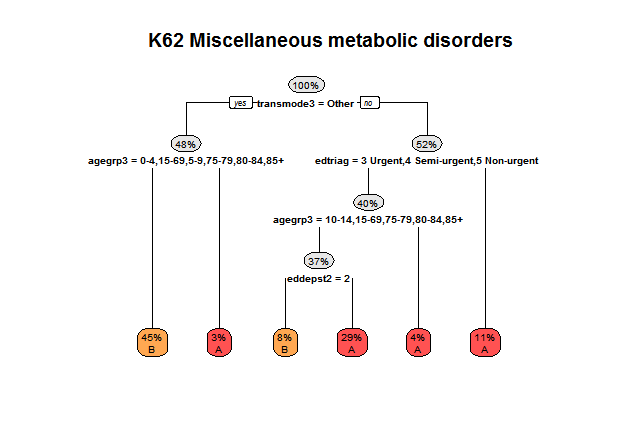 K62 Miscellaneous metabolic disorders
100%
yes transmode3 = Other no
48% 52%
agegrp3 = 0-4,15-69,5-9,75-79,80-84,85+ edtriag = 3 Urgent,4 Semi-urgent,5 Non-urgent
40%
agegrp3 = 10-14,15-69,75-79,80-84,85+
37%
eddepst2 = 2
45% 3% 8% 29% 4% 11%
B A B A A A